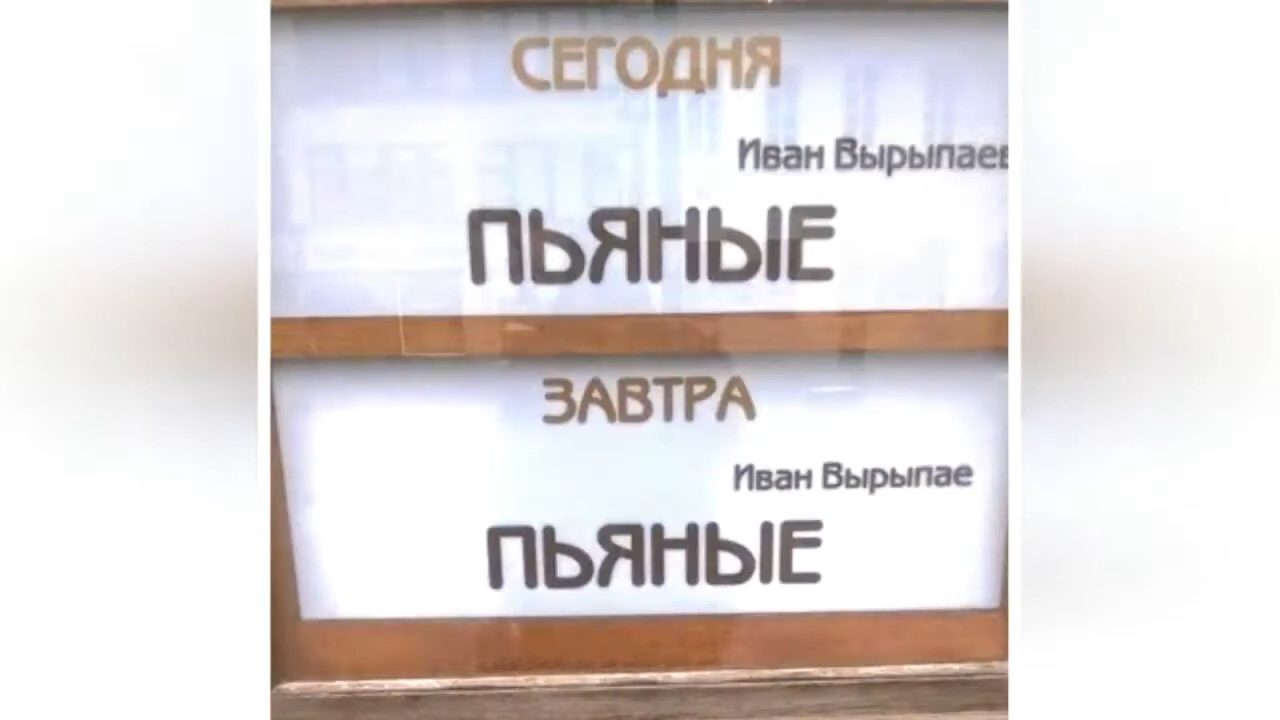 СЕГОДНЯ
Иван Вырыпаев
ПЬЯНЫЕ
ЗАВТРА
Иван Вырыпае
ПЬЯНЫЕ